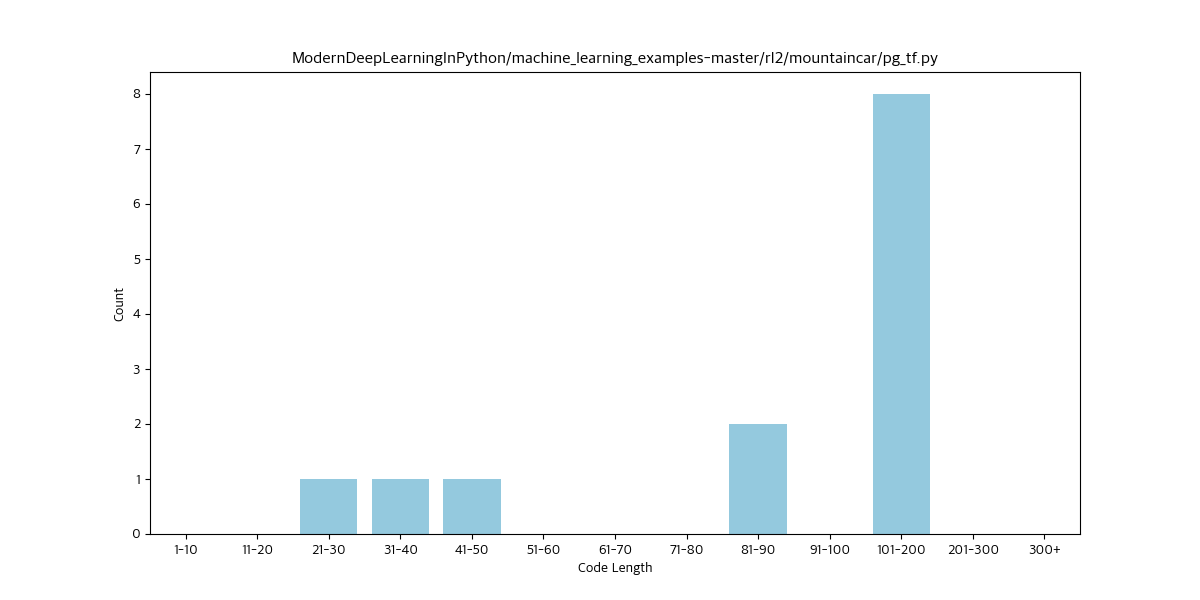 ModernDeepLearningInPython/machine_learning_examples-master/rl2/mountaincar/pg_tf.py
8
7
6
5
4
3
2
1
0
Count
1-10 11-20 21-30 31-40 41-50 51-60 61-70 71-80 81-90 91-100 101-200 201-300 300+
Code Length